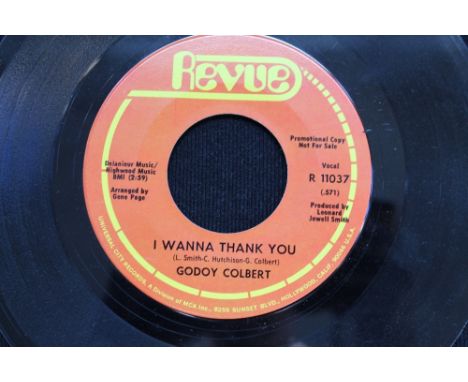 Revue
Promotional Copy
Not For Sale
Delaniour Music/
Highwood Music
BMI (2:59)
Arranged by
Gene Page
Vocal
R 11037
(.571)
Produced by
Leonard
Jewell Smith
I WANNA THANK YOU
(L. Smith-C. Hutchison-G. Colbert)
GODOY COLBERT
UNIVERSAL CITY RECORDS, A Division of MCA Inc., 8255 SUNSET BLVD., HOLLYWOOD, CALIF. 90046 U.S.A.